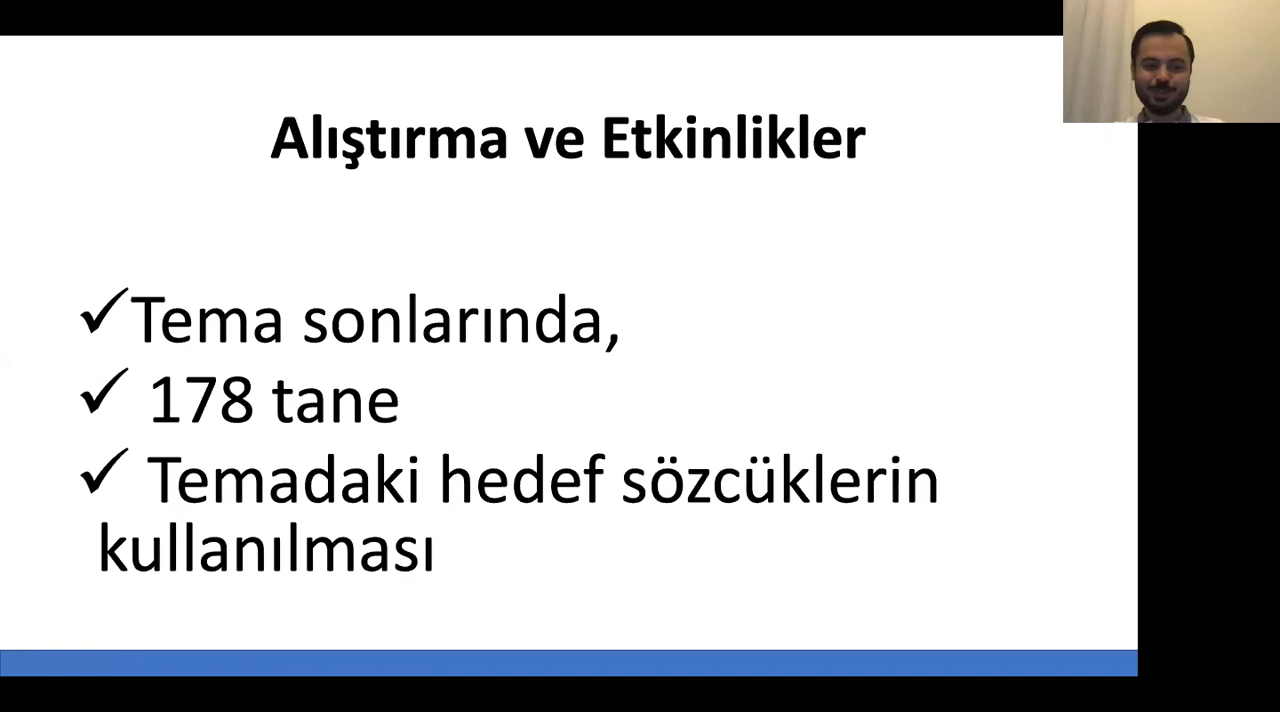 Alıştırma ve Etkinlikler
✓Tema sonlarında,
✓ 178 tane
✓ Temadaki hedef sözcüklerin
kullanılması